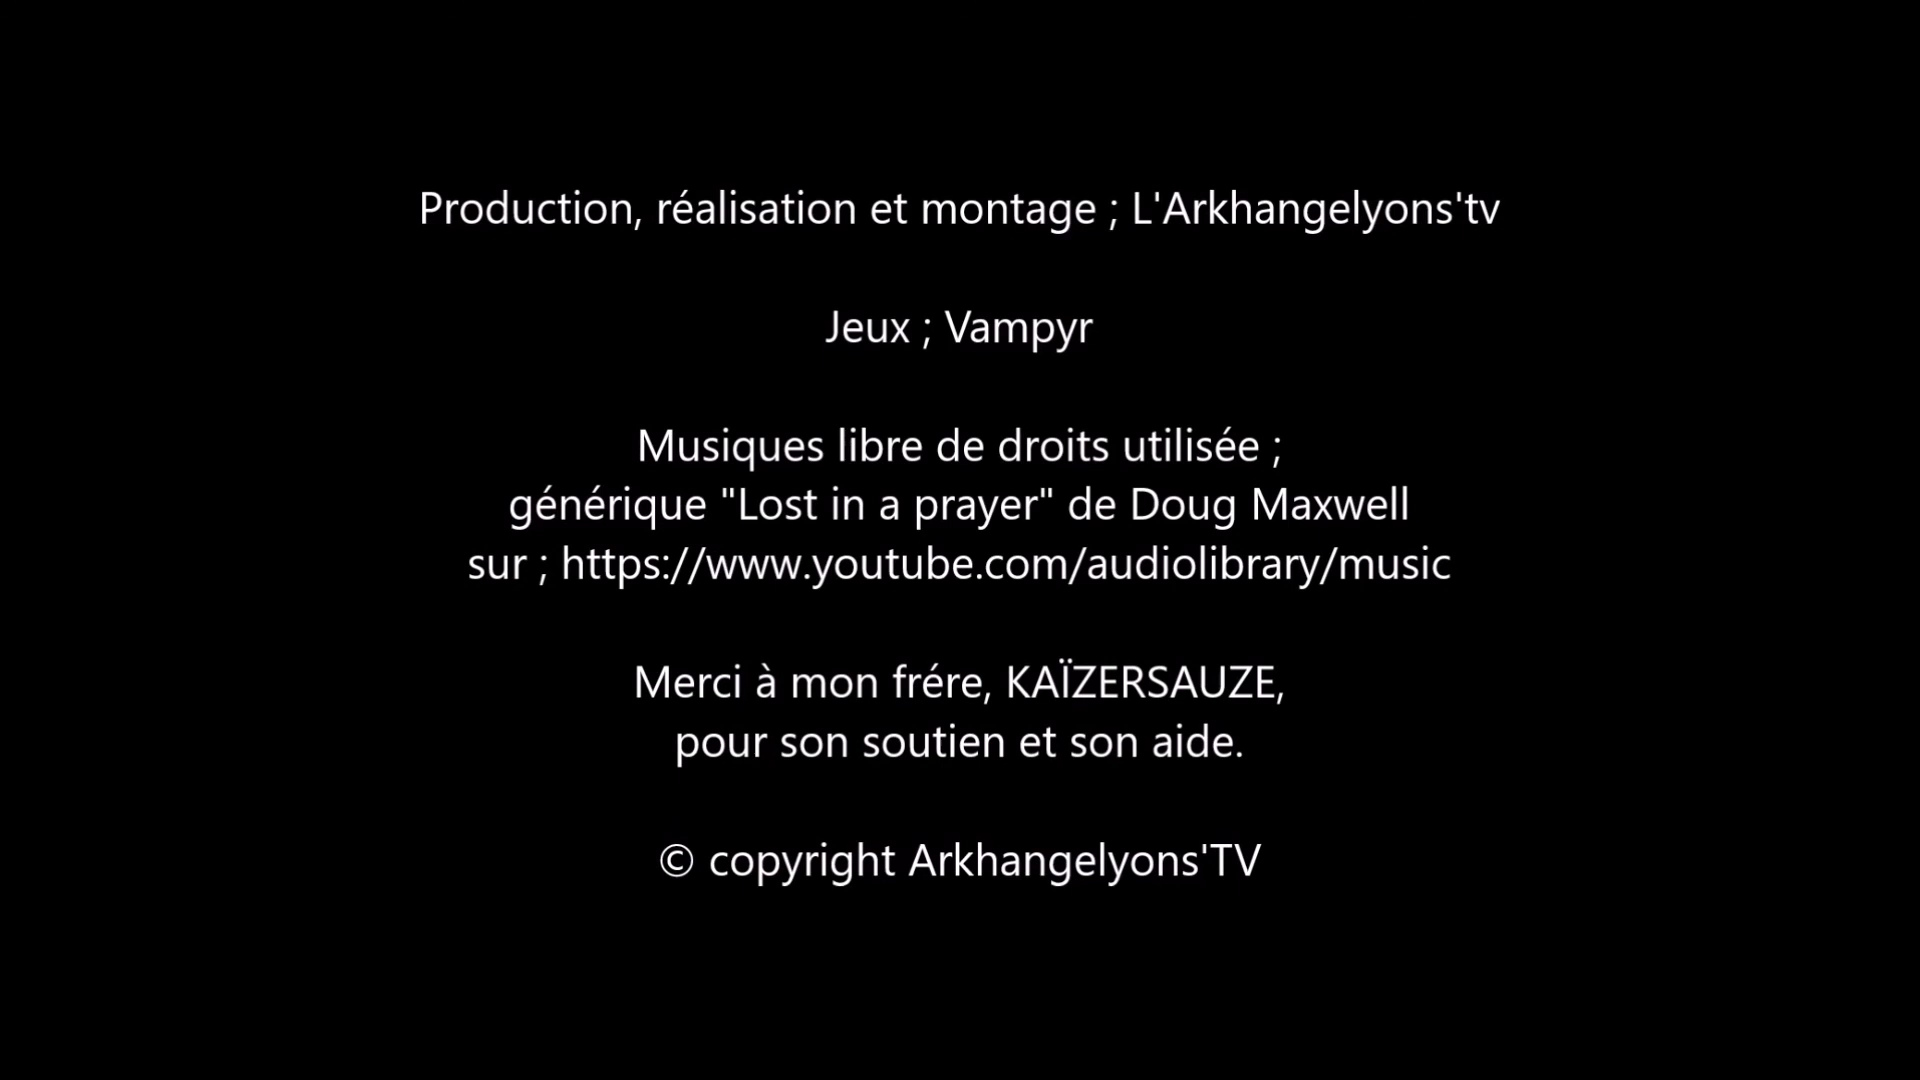 Production, réalisation et montage ; L'Arkhangelyons'tv
Jeux ; Vampyr
Musiques libre de droits utilisée ;
générique "Lost in a prayer" de Doug Maxwell
sur ; https://www.youtube.com/audiolibrary/music
Merci à mon frére, KAÏZERSAUZE,
pour son soutien et son aide.
© copyright Arkhangelyons'TV